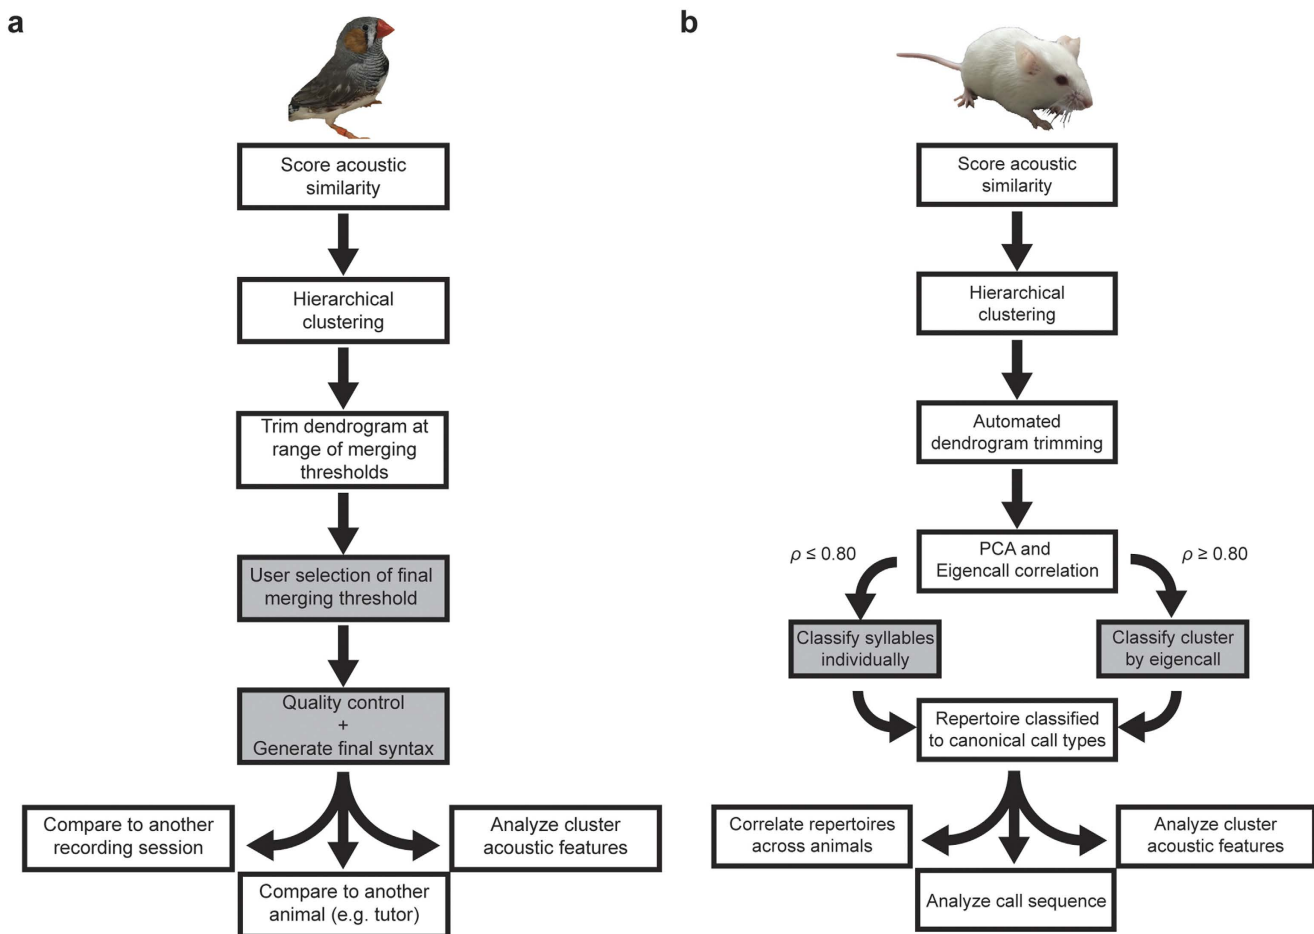 a
Score acoustic
similarity
Hierarchical
clustering
Trim dendrogram at
range of merging
thresholds
User selection of final
merging threshold
Quality control
+
Generate final syntax
Compare to another
recording session
Analyze cluster
acoustic features
Compare to another
animal (e.g. tutor)
b
Score acoustic
similarity
Hierarchical
clustering
Automated
dendrogram trimming
PCA and
Eigencall correlation
ρ ≤ 0.80
ρ ≥ 0.80
Classify syllables
individually
Classify cluster
by eigencall
Repertoire classified
to canonical call types
Correlate repertoires
across animals
Analyze cluster
acoustic features
Analyze call sequence